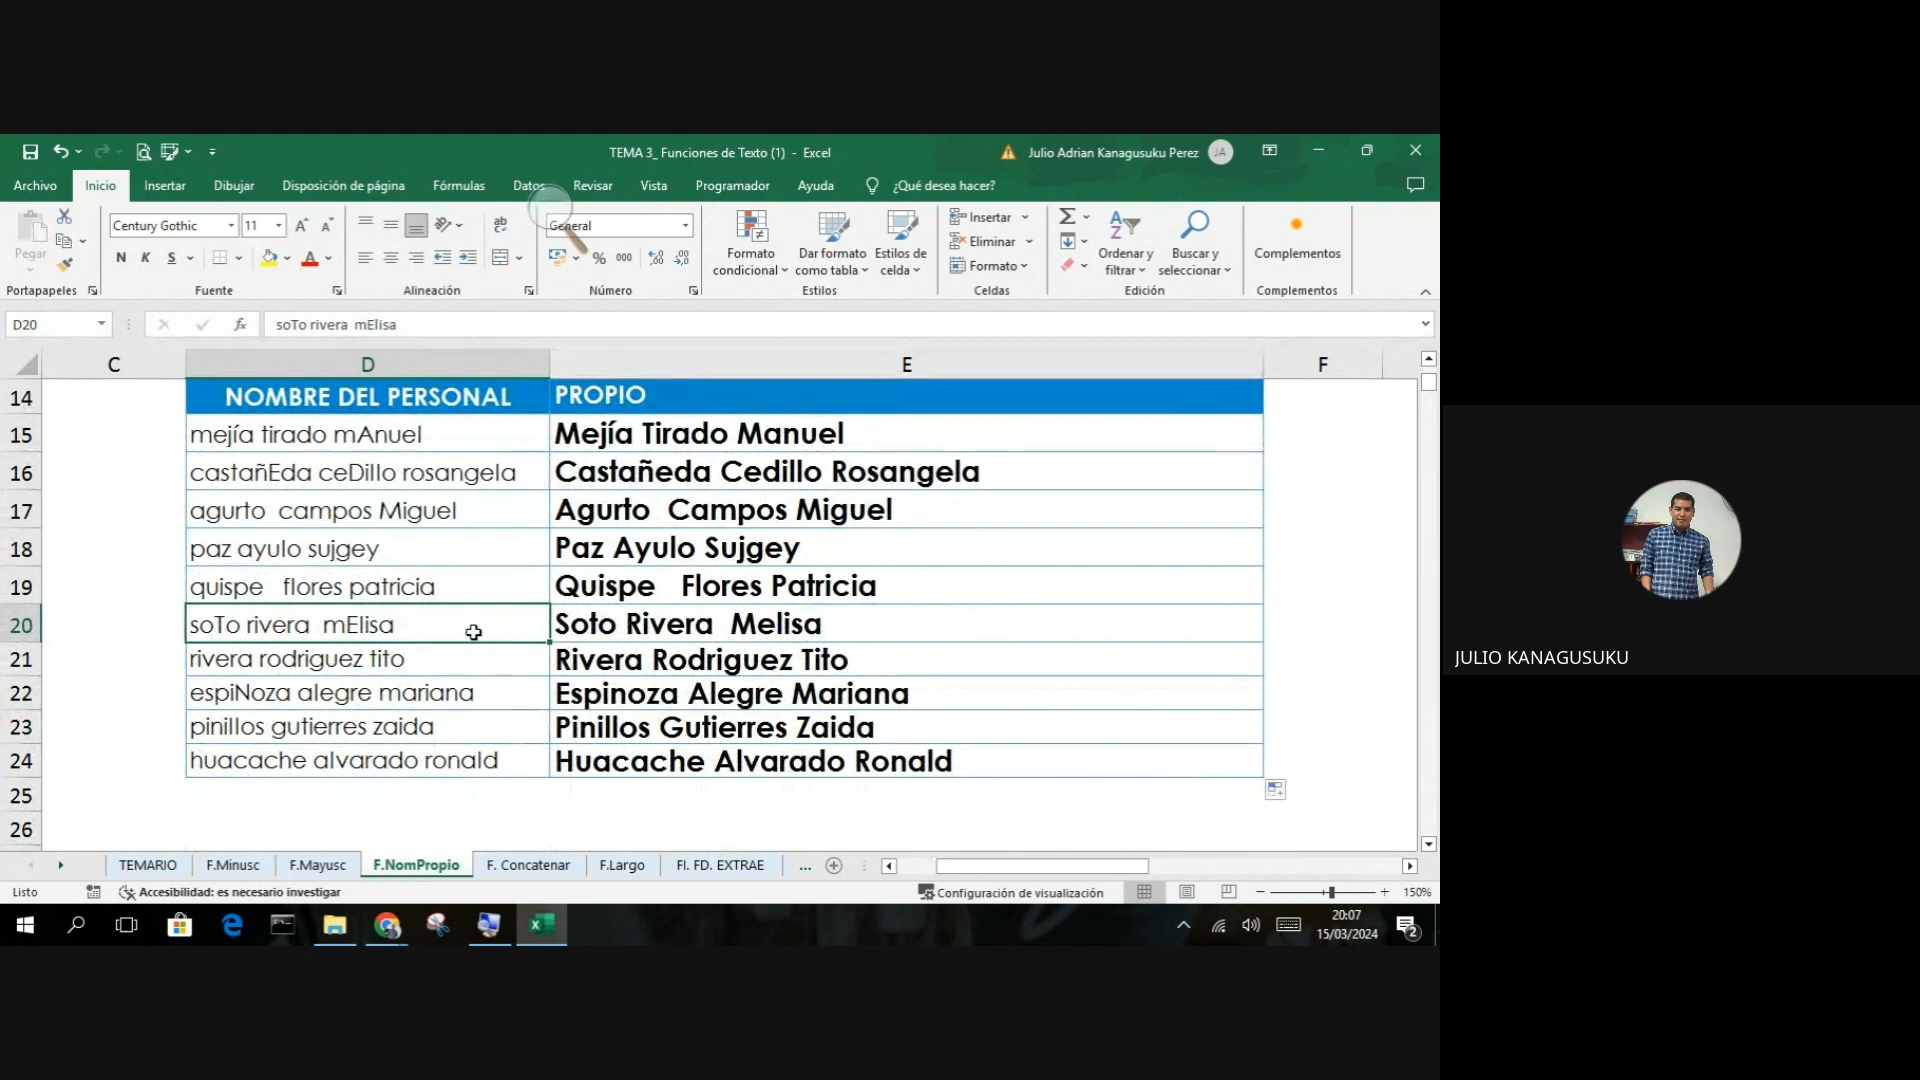 TEMA 3_ Funciones de Texto (1) - Excel
Julio Adrian Kanagusuku Perez JA
Archivo Inicio Insertar Dibujar Disposición de página Fórmulas Datos Revisar Vista Programador Ayuda ¿Qué desea hacer?
Pegar
Portapapeles
Century Gothic 11
N K S
Fuente
ab
Alineación
General
% 000
Número
Formato condicional
Dar formato como tabla
Estilos de celda
Estilos
Insertar
Eliminar
Formato
Celdas
Ordenar y filtrar
Buscar y seleccionar
Edición
Complementos
Complementos
D20 fx soTo rivera  mElisa
C D E F
14 NOMBRE DEL PERSONAL PROPIO
15 mejía tirado mAnuel Mejía Tirado Manuel
16 castañEda ceDillo rosangela Castañeda Cedillo Rosangela
17 agurto  campos Miguel Agurto  Campos Miguel
18 paz ayulo sujgey Paz Ayulo Sujgey
19 quispe   flores patricia Quispe   Flores Patricia
20 soTo rivera  mElisa Soto Rivera  Melisa
21 rivera rodriguez tito Rivera Rodriguez Tito
22 espiNoza alegre mariana Espinoza Alegre Mariana
23 pinillos gutierres zaida Pinillos Gutierres Zaida
24 huacache alvarado ronald Huacache Alvarado Ronald
25
26
TEMARIO F.Minusc F.Mayusc F.NomPropio F. Concatenar F.Largo FI. FD. EXTRAE ...
Listo Accesibilidad: es necesario investigar Configuración de visualización 150%
20:07
15/03/2024
2
JULIO KANAGUSUKU